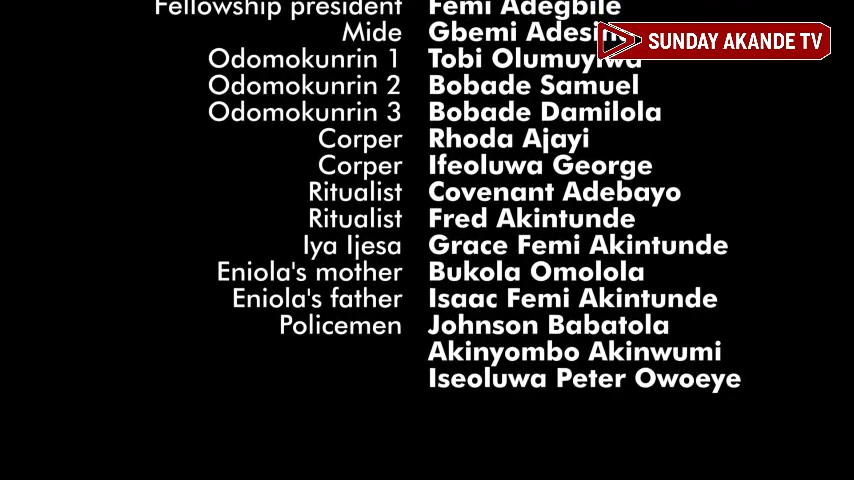 Fellowship president Femi Adegbile
Mide Gbemi
SUNDAY AKANDE TV
Odomokunrin 1 Tobi Olumuyiwa
Odomokunrin 2 Bobade Samuel
Odomokunrin 3 Bobade Damilola
Corper Rhoda Ajayi
Corper Ifeoluwa George
Ritualist Covenant Adebayo
Ritualist Fred Akintunde
Iya Ijesa Grace Femi Akintunde
Eniola's mother Bukola Omolola
Eniola's father Isaac Femi Akintunde
Policemen Johnson Babatola
Akinyombo Akinwumi
Iseoluwa Peter Owoeye